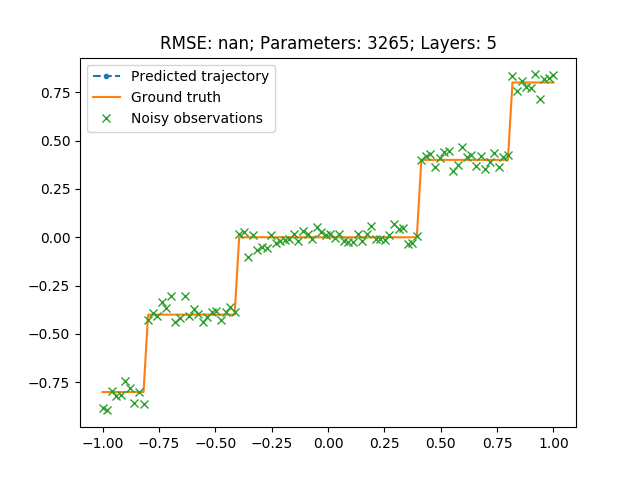 RMSE: nan; Parameters: 3265; Layers: 5
Predicted trajectory
Ground truth
Noisy observations
0.75
0.50
0.25
0.00
−0.25
−0.50
−0.75
−1.00 −0.75 −0.50 −0.25 0.00 0.25 0.50 0.75 1.00